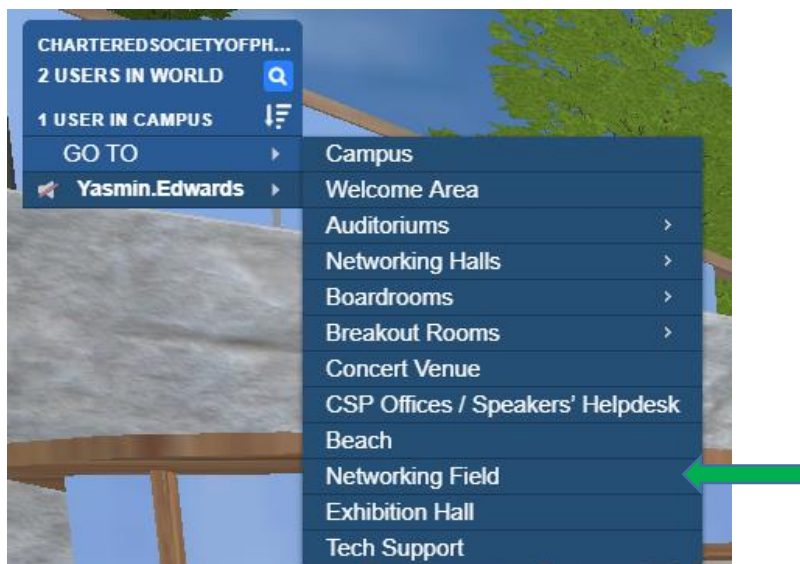 CHARTEREDSOCIETYOFPH...
2 USERS IN WORLD
1 USER IN CAMPUS
GO TO
Yasmin.Edwards
Campus
Welcome Area
Auditoriums
Networking Halls
Boardrooms
Breakout Rooms
Concert Venue
CSP Offices / Speakers’ Helpdesk
Beach
Networking Field
Exhibition Hall
Tech Support